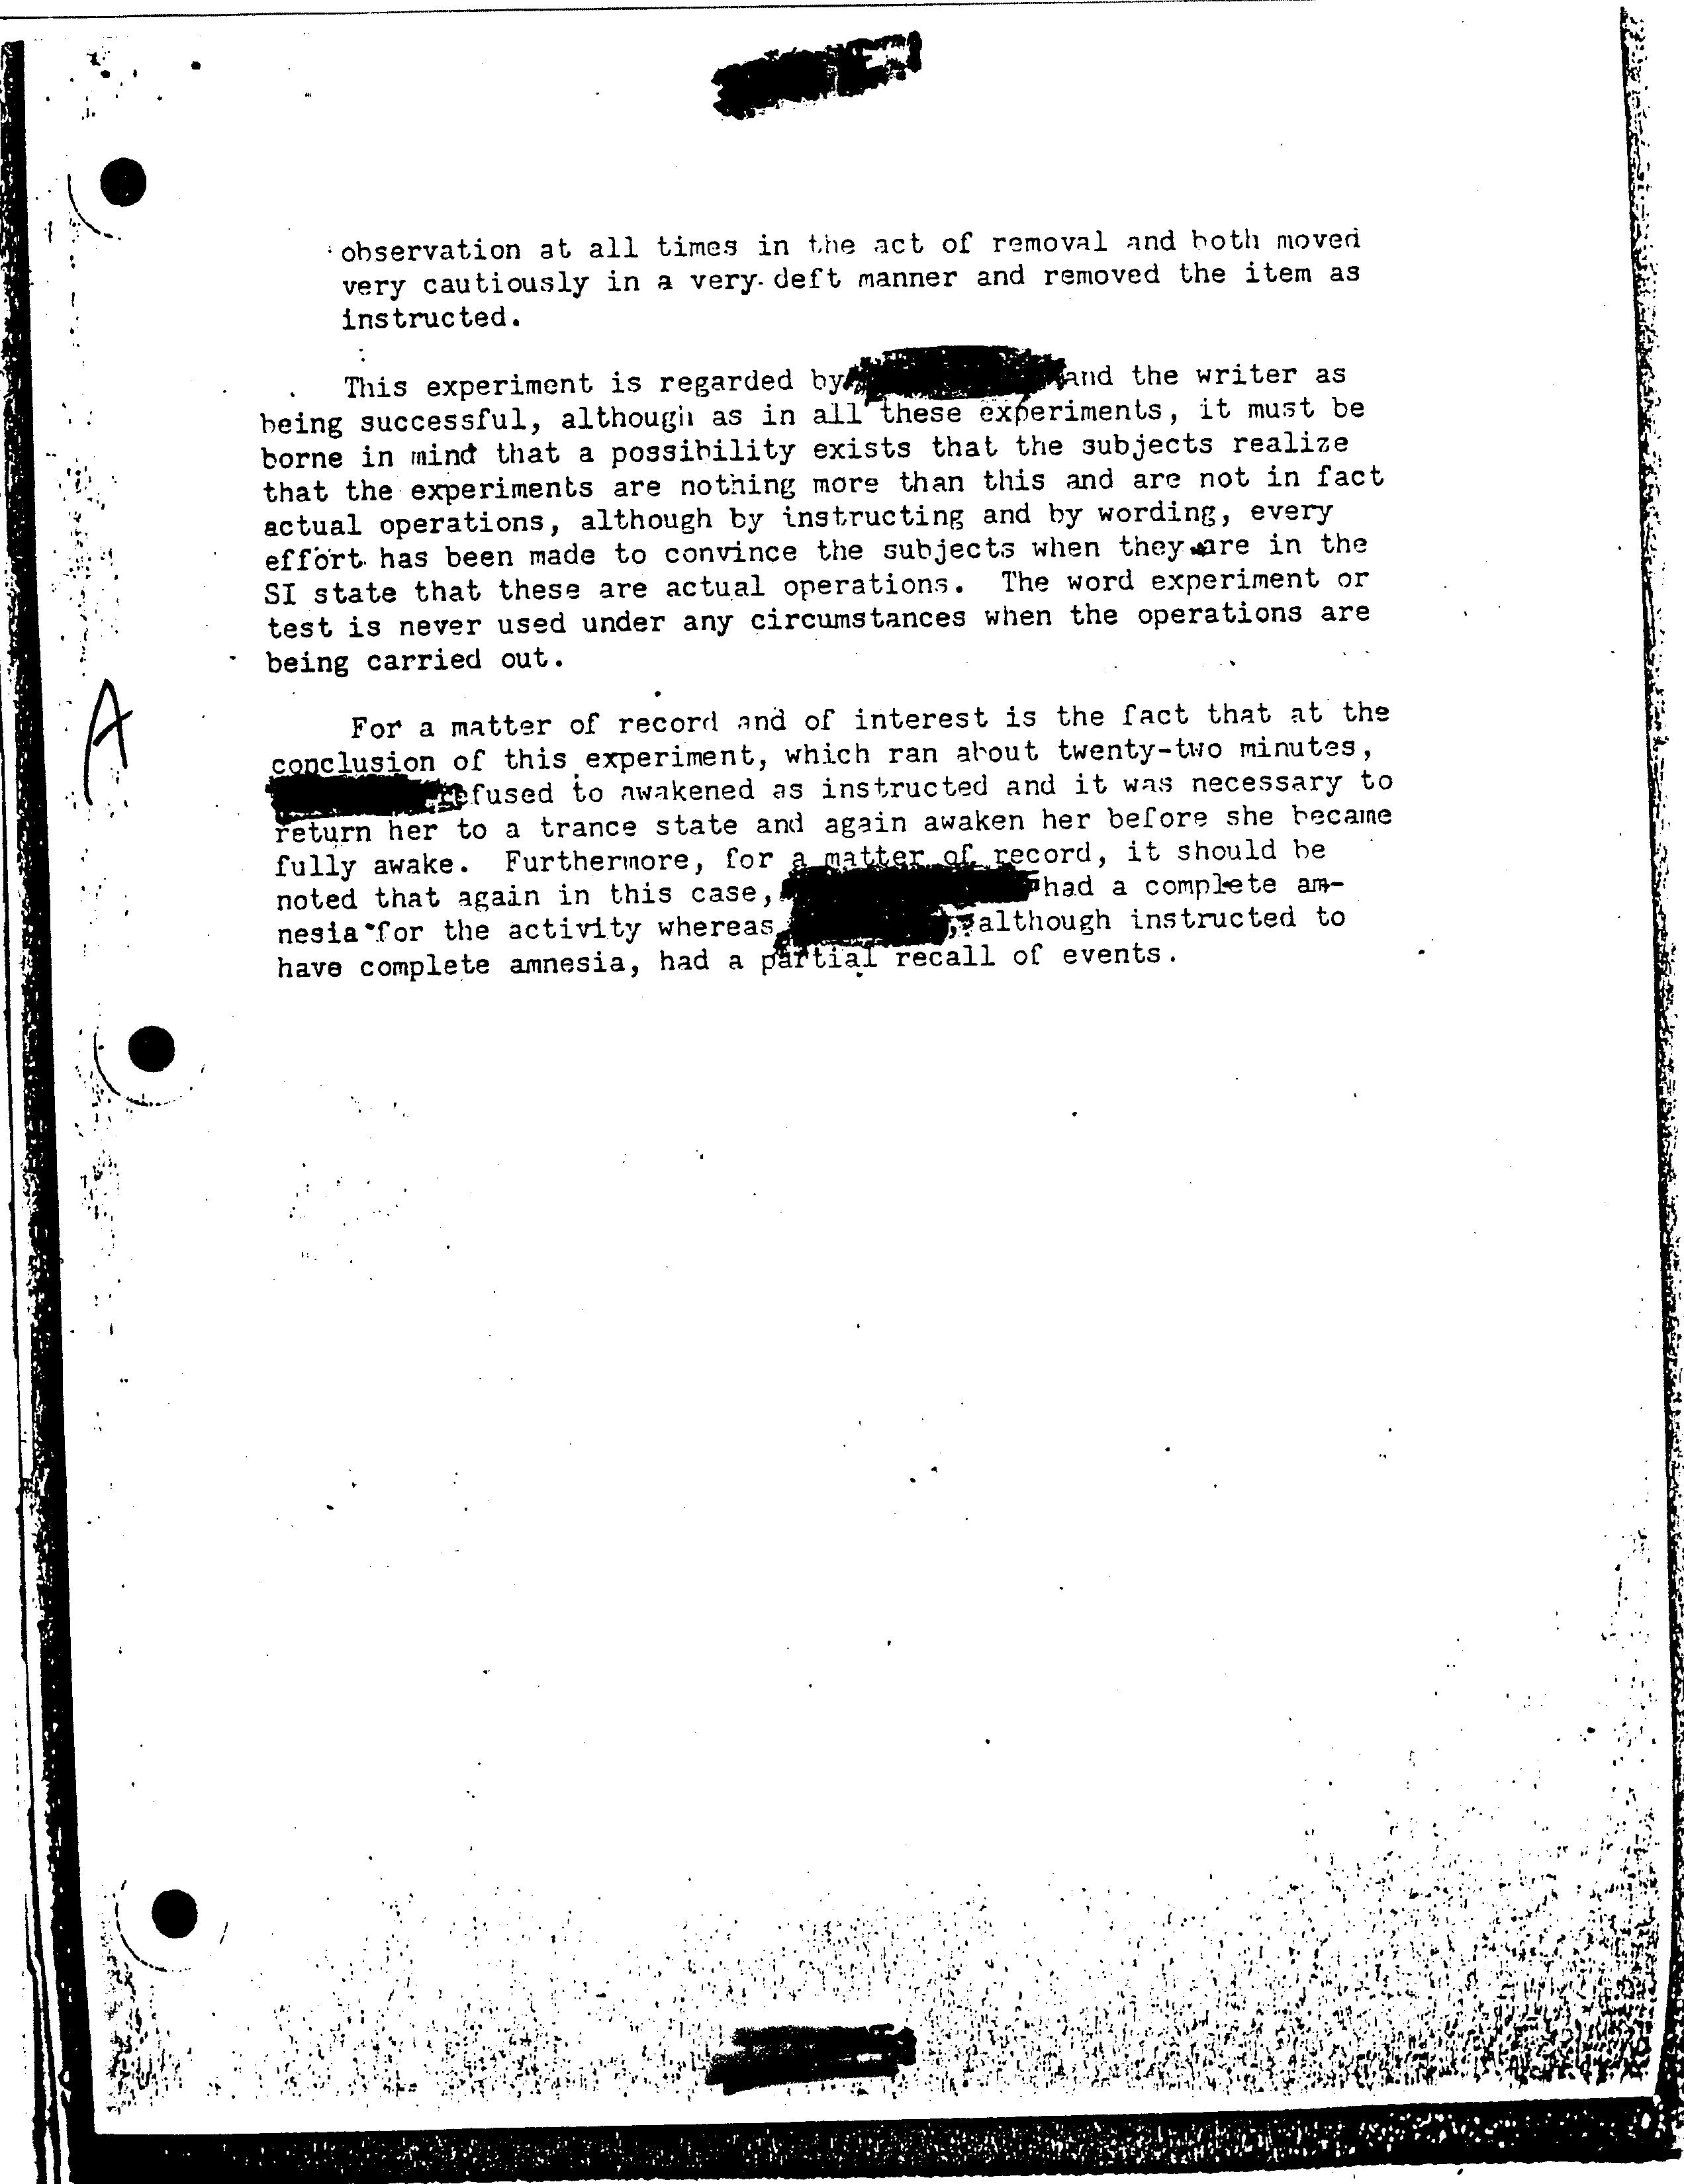 observation at all times in the act of removal and both moved
very cautiously in a very deft manner and removed the item as
instructed.
This experiment is regarded by and the writer as
being successful, although as in all these experiments, it must be
borne in mind that a possibility exists that the subjects realize
that the experiments are nothing more than this and are not in fact
actual operations, although by instructing and by wording, every
effort has been made to convince the subjects when they are in the
SI state that these are actual operations. The word experiment or
test is never used under any circumstances when the operations are
being carried out.
A
For a matter of record and of interest is the fact that at the
conclusion of this experiment, which ran about twenty-two minutes,
refused to awakened as instructed and it was necessary to
return her to a trance state and again awaken her before she became
fully awake. Furthermore, for a matter of record, it should be
noted that again in this case, had a complete am-
nesia for the activity whereas , although instructed to
have complete amnesia, had a partial recall of events.